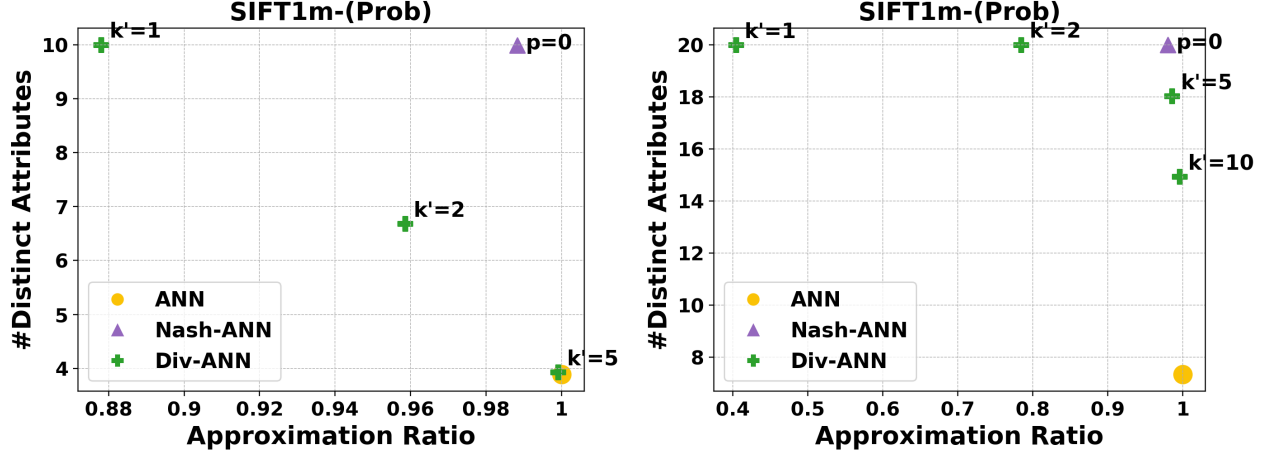 SIFT1m-(Prob)
#Distinct Attributes
10
9
8
7
6
5
4
k'=1
p=0
k'=2
k'=5
ANN
Nash-ANN
Div-ANN
0.88
0.9
0.92
0.94
0.96
0.98
1
Approximation Ratio
SIFT1m-(Prob)
#Distinct Attributes
20
18
16
14
12
10
8
k'=1
k'=2
p=0
k'=5
k'=10
ANN
Nash-ANN
Div-ANN
0.4
0.5
0.6
0.7
0.8
0.9
1
Approximation Ratio